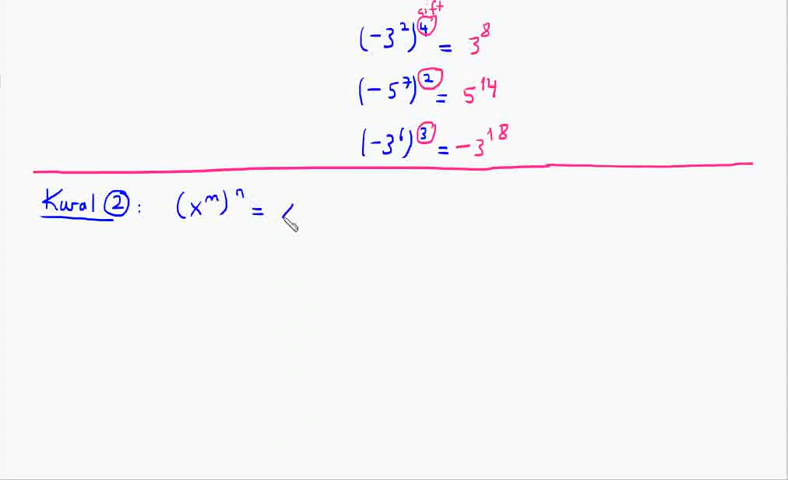 çift
(-3²)⁴ = 3⁸
(-5⁷)² = 5¹⁴
(-3⁶)³ = -3¹⁸
Kural ② : (xᵐ)ⁿ = (